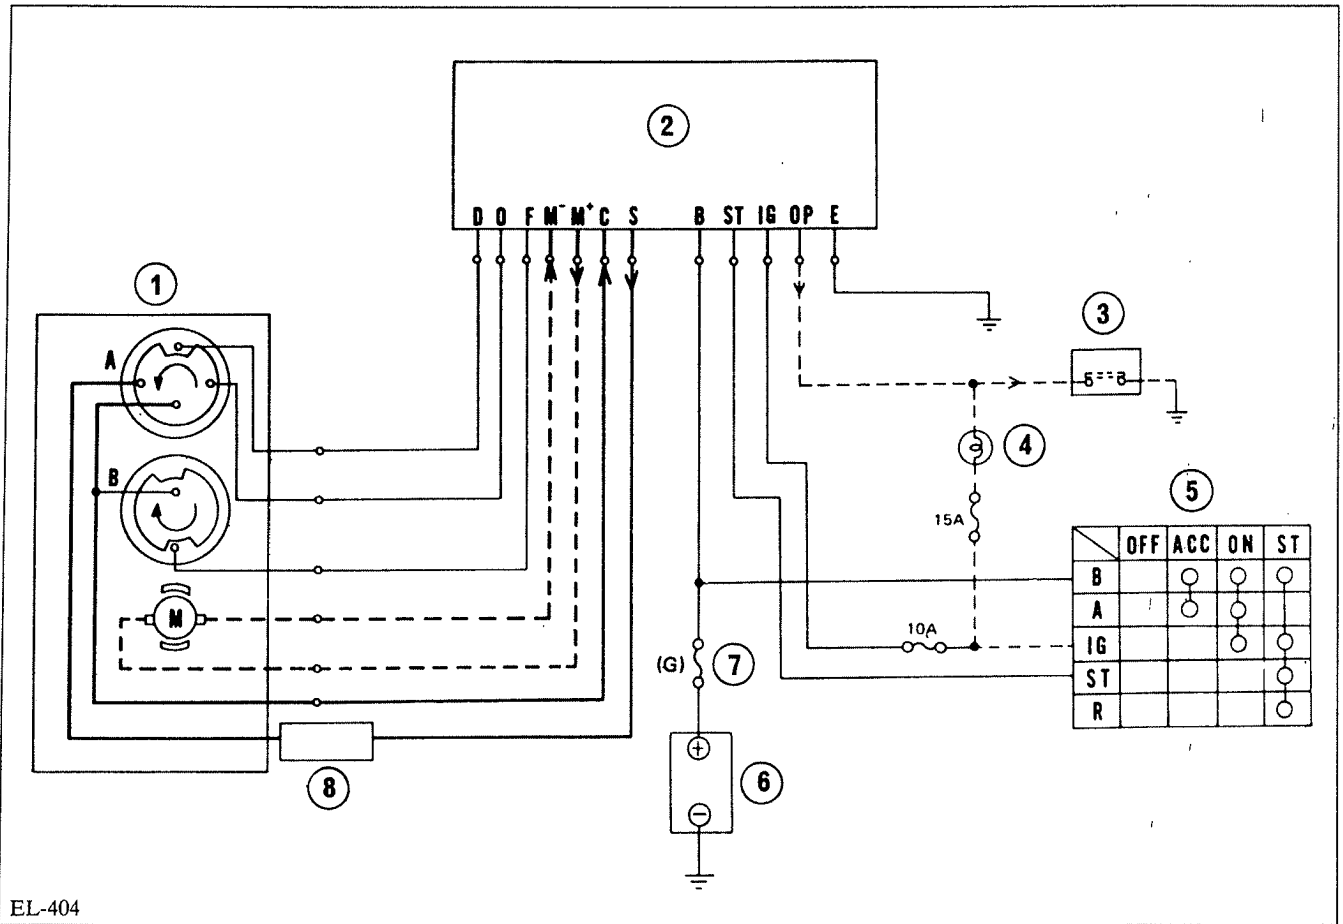 2
D O F M⁻ M⁺ C S B ST IG OP E
1
3
A
4
B
5
15A
OFF ACC ON ST
B
A
M
10A
IG
(G) 7
ST
R
+
8
6
−
EL-404